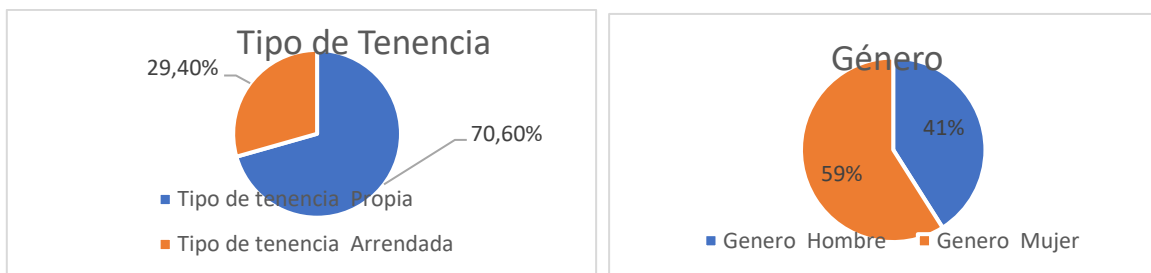 Tipo de Tenencia
29,40%
70,60%
Tipo de tenencia Propia
Tipo de tenencia Arrendada
Género
41%
59%
Genero Hombre
Genero Mujer